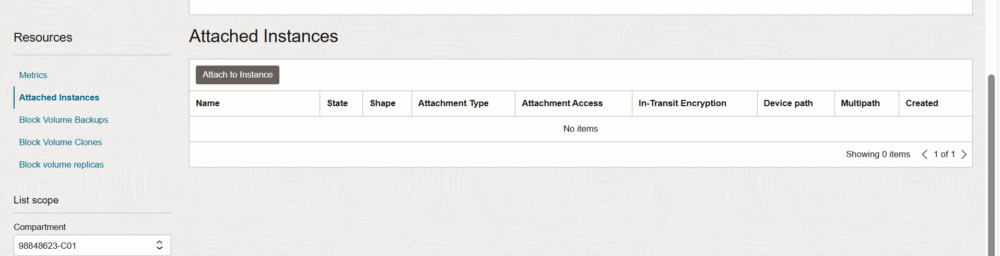 Resources
Metrics
Attached Instances
Block Volume Backups
Block Volume Clones
Block volume replicas
List scope
Compartment
98848623-C01
Attached Instances
Attach to Instance
Name State Shape Attachment Type Attachment Access In-Transit Encryption Device path Multipath Created
No items
Showing 0 items 1 of 1